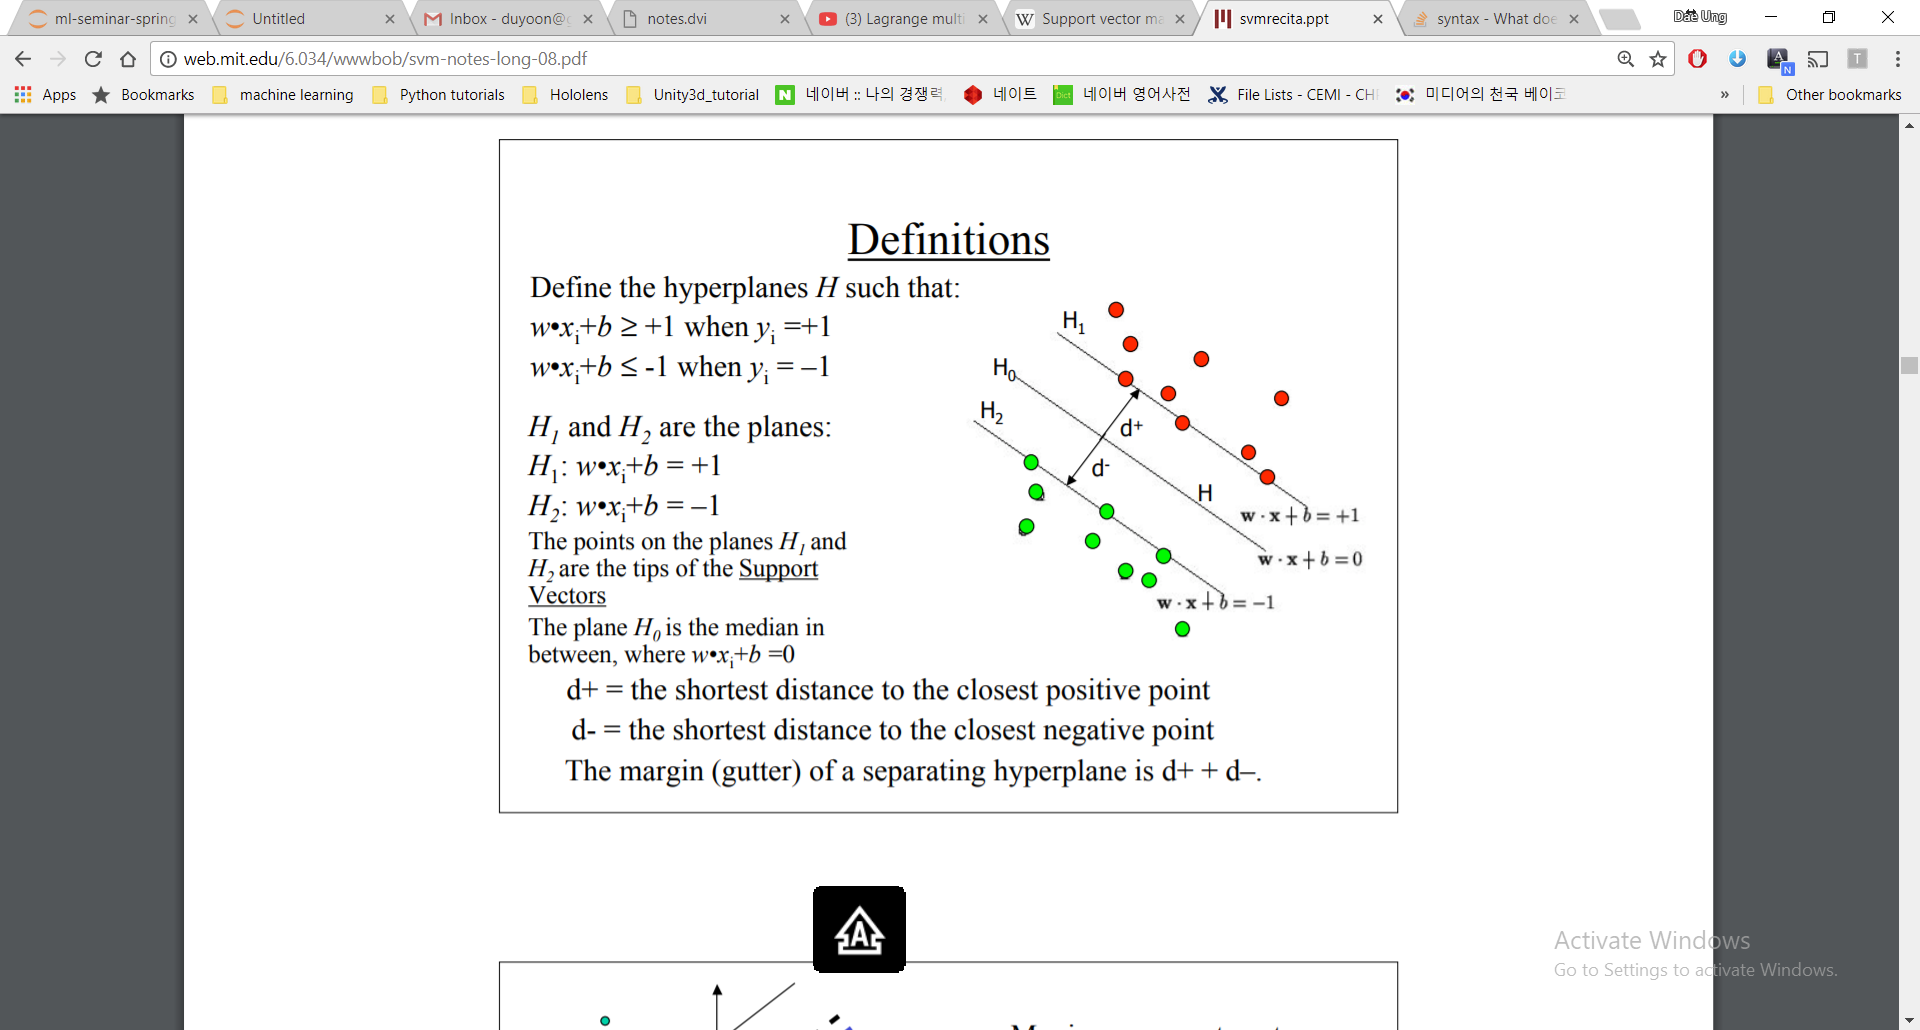 ml-seminar-spring
Untitled
Inbox - duyoon@
notes.dvi
(3) Lagrange multi
Support vector ma
svmrecita.ppt
syntax - What doe
Dae Ung
web.mit.edu/6.034/wwwbob/svm-notes-long-08.pdf
Apps
Bookmarks
machine learning
Python tutorials
Hololens
Unity3d_tutorial
네이버 :: 나의 경쟁력
네이트
네이버 영어사전
File Lists - CEMI - CH
미디어의 천국 베이코
»
Other bookmarks
Definitions
Define the hyperplanes H such that:
w•xᵢ+b ≥ +1 when yᵢ =+1
w•xᵢ+b ≤ -1 when yᵢ = –1
H₁ and H₂ are the planes:
H₁: w•xᵢ+b = +1
H₂: w•xᵢ+b = –1
The points on the planes H₁ and
H₂ are the tips of the Support
Vectors
The plane H₀ is the median in
between, where w•xᵢ+b =0
H₁
H₀
H₂
d+
d-
H
w · x + b = +1
w · x + b = 0
w · x + b = −1
d+ = the shortest distance to the closest positive point
d- = the shortest distance to the closest negative point
The margin (gutter) of a separating hyperplane is d+ + d–.
A
Activate Windows
Go to Settings to activate Windows.